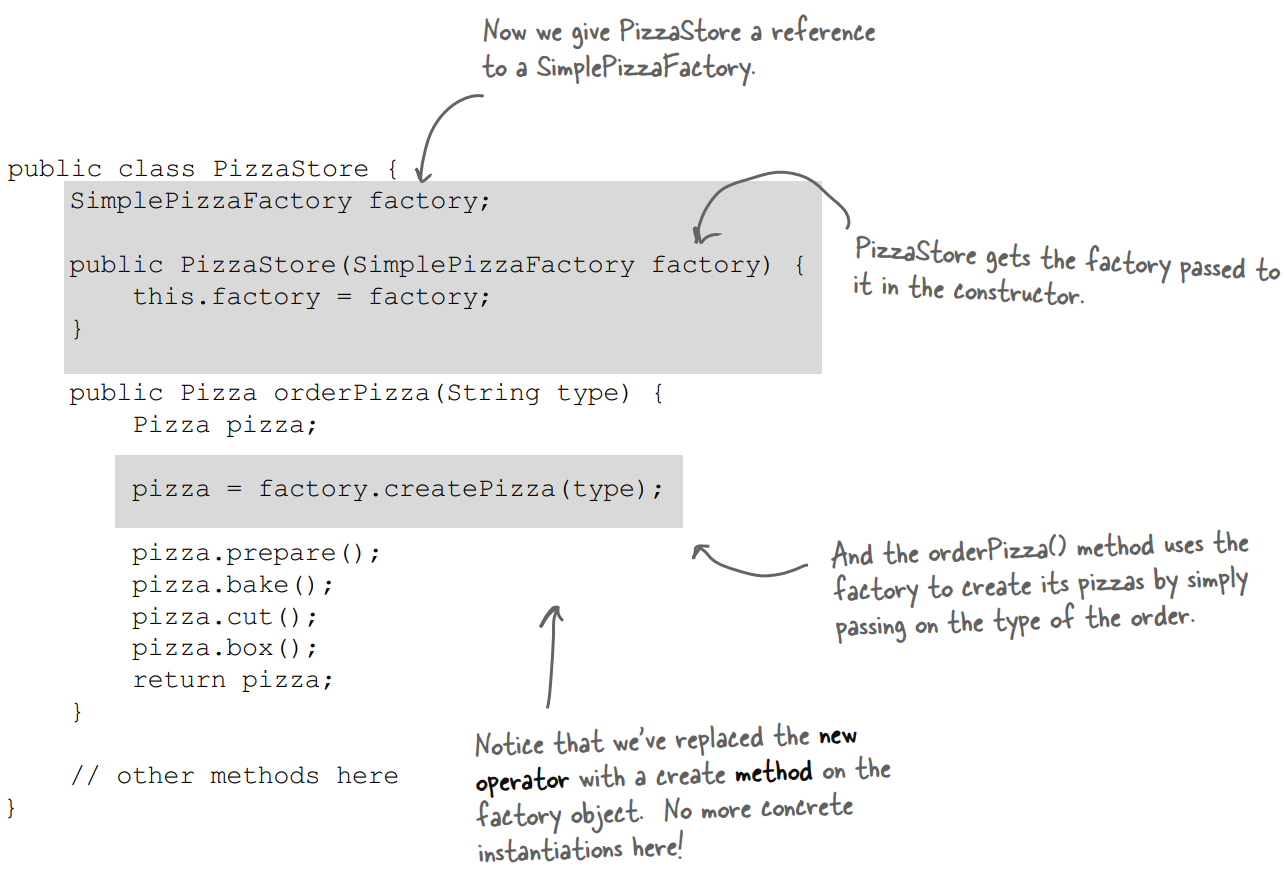 Now we give PizzaStore a reference
to a SimplePizzaFactory.
public class PizzaStore {
SimplePizzaFactory factory;
public PizzaStore(SimplePizzaFactory factory) {
this.factory = factory;
}
PizzaStore gets the factory passed to
it in the constructor.
public Pizza orderPizza(String type) {
Pizza pizza;
pizza = factory.createPizza(type);
pizza.prepare();
pizza.bake();
pizza.cut();
pizza.box();
return pizza;
}
And the orderPizza() method uses the
factory to create its pizzas by simply
passing on the type of the order.
Notice that we've replaced the new
operator with a create method on the
factory object.  No more concrete
instantiations here!
// other methods here
}